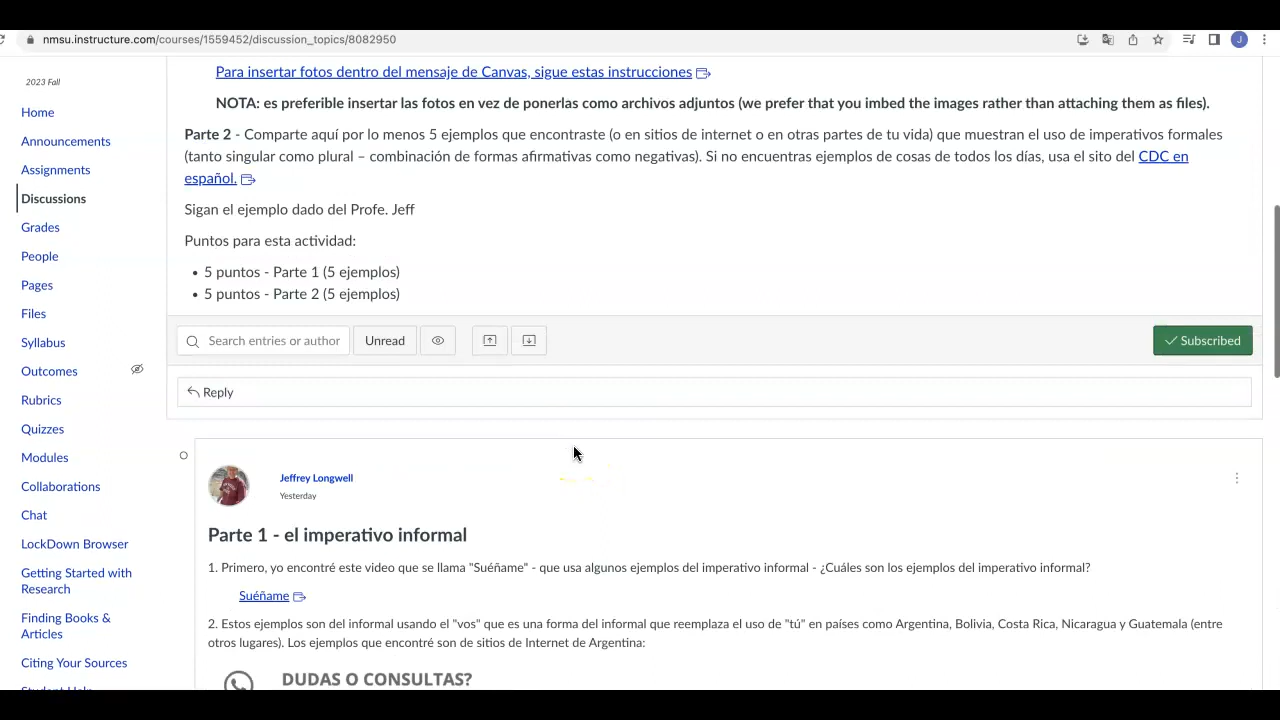 nmsu.instructure.com/courses/1559452/discussion_topics/8082950
J
2023 Fall
Home
Announcements
Assignments
Discussions
Grades
People
Pages
Files
Syllabus
Outcomes
Rubrics
Quizzes
Modules
Collaborations
Chat
LockDown Browser
Getting Started with
Research
Finding Books &
Articles
Citing Your Sources
Para insertar fotos dentro del mensaje de Canvas, sigue estas instrucciones
NOTA: es preferible insertar las fotos en vez de ponerlas como archivos adjuntos (we prefer that you imbed the images rather than attaching them as files).
Parte 2 - Comparte aquí por lo menos 5 ejemplos que encontraste (o en sitios de internet o en otras partes de tu vida) que muestran el uso de imperativos formales
(tanto singular como plural – combinación de formas afirmativas como negativas). Si no encuentras ejemplos de cosas de todos los días, usa el sito del CDC en
español.
Sigan el ejemplo dado del Profe. Jeff
Puntos para esta actividad:
• 5 puntos - Parte 1 (5 ejemplos)
• 5 puntos - Parte 2 (5 ejemplos)
Search entries or author
Unread
Subscribed
Reply
Jeffrey Longwell
Yesterday
Parte 1 - el imperativo informal
1. Primero, yo encontré este video que se llama "Suéñame" - que usa algunos ejemplos del imperativo informal - ¿Cuáles son los ejemplos del imperativo informal?
Suéñame
2. Estos ejemplos son del informal usando el "vos" que es una forma del informal que reemplaza el uso de "tú" en países como Argentina, Bolivia, Costa Rica, Nicaragua y Guatemala (entre
otros lugares). Los ejemplos que encontré son de sitios de Internet de Argentina:
DUDAS O CONSULTAS?